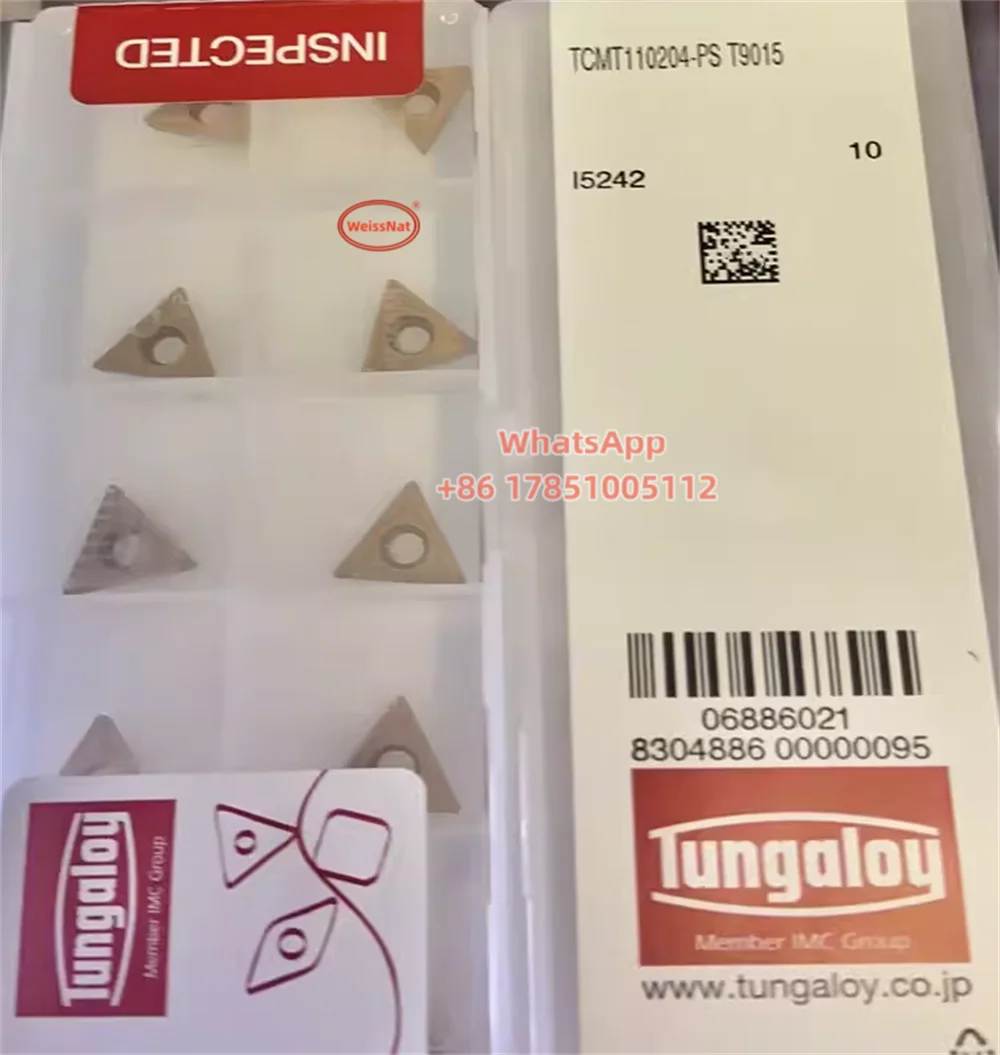 INSPECTED
TCMT110204-PS T9015
10
I5242
WeissNat®
WhatsApp
+86 17851005112
06886021
8304886 00000095
Tungaloy
Member IMC Group
www.tungaloy.co.jp
Tungaloy
Member IMC Group